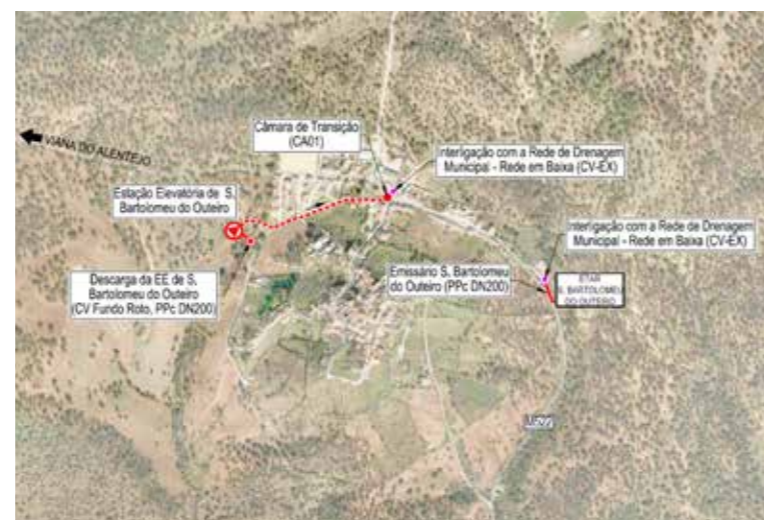 VIANA DO ALENTEJO
Câmara de Transição
(CA01)
Interligação com a Rede de Drenagem
Municipal - Rede em Baixa (CV-EX)
Estação Elevatória de S,
Bartolomeu do Outeiro
Interligação com a Rede de Drenagem
Municipal - Rede em Baixa (CV-EX)
Descarga da EE de S,
Bartolomeu do Outeiro
(CV Fundo Roto, PPc DN200)
Emissário S, Bartolomeu
do Outeiro (PPc DN200)
ETAR
S, BARTOLOMEU
DO OUTEIRO